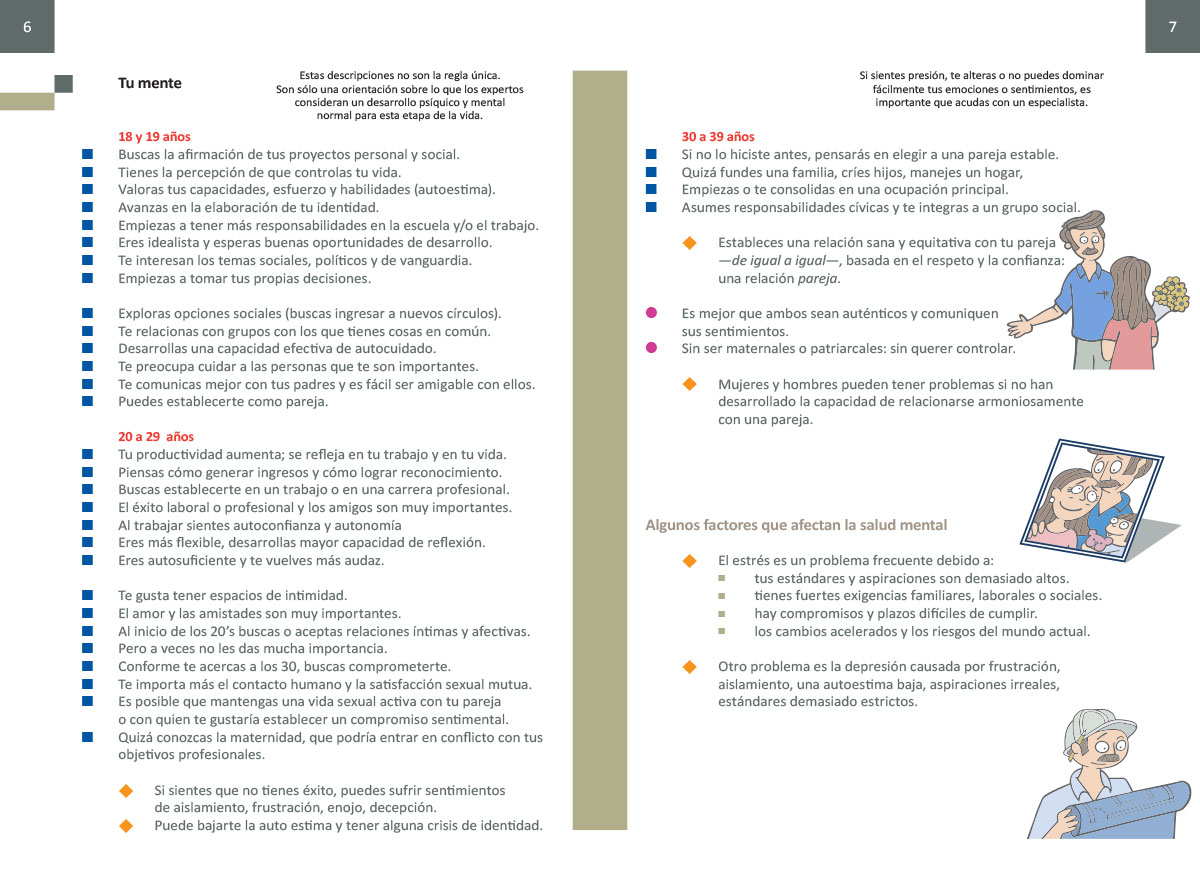 6
Tu mente
Estas descripciones no son la regla única.
Son sólo una orientación sobre lo que los expertos
consideran un desarrollo psíquico y mental
normal para esta etapa de la vida.
18 y 19 años
Buscas la afirmación de tus proyectos personal y social.
Tienes la percepción de que controlas tu vida.
Valoras tus capacidades, esfuerzo y habilidades (autoestima).
Avanzas en la elaboración de tu identidad.
Empiezas a tener más responsabilidades en la escuela y/o el trabajo.
Eres idealista y esperas buenas oportunidades de desarrollo.
Te interesan los temas sociales, políticos y de vanguardia.
Empiezas a tomar tus propias decisiones.
Exploras opciones sociales (buscas ingresar a nuevos círculos).
Te relacionas con grupos con los que tienes cosas en común.
Desarrollas una capacidad efectiva de autocuidado.
Te preocupa cuidar a las personas que te son importantes.
Te comunicas mejor con tus padres y es fácil ser amigable con ellos.
Puedes establecerte como pareja.
20 a 29 años
Tu productividad aumenta; se refleja en tu trabajo y en tu vida.
Piensas cómo generar ingresos y cómo lograr reconocimiento.
Buscas establecerte en un trabajo o en una carrera profesional.
El éxito laboral o profesional y los amigos son muy importantes.
Al trabajar sientes autoconfianza y autonomía
Eres más flexible, desarrollas mayor capacidad de reflexión.
Eres autosuficiente y te vuelves más audaz.
Te gusta tener espacios de intimidad.
El amor y las amistades son muy importantes.
Al inicio de los 20’s buscas o aceptas relaciones íntimas y afectivas.
Pero a veces no les das mucha importancia.
Conforme te acercas a los 30, buscas comprometerte.
Te importa más el contacto humano y la satisfacción sexual mutua.
Es posible que mantengas una vida sexual activa con tu pareja
o con quien te gustaría establecer un compromiso sentimental.
Quizá conozcas la maternidad, que podría entrar en conflicto con tus
objetivos profesionales.
Si sientes que no tienes éxito, puedes sufrir sentimientos
de aislamiento, frustración, enojo, decepción.
Puede bajarte la auto estima y tener alguna crisis de identidad.
7
Si sientes presión, te alteras o no puedes dominar
fácilmente tus emociones o sentimientos, es
importante que acudas con un especialista.
30 a 39 años
Si no lo hiciste antes, pensarás en elegir a una pareja estable.
Quizá fundes una familia, críes hijos, manejes un hogar,
Empiezas o te consolidas en una ocupación principal.
Asumes responsabilidades cívicas y te integras a un grupo social.
Estableces una relación sana y equitativa con tu pareja
—de igual a igual—, basada en el respeto y la confianza:
una relación pareja.
Es mejor que ambos sean auténticos y comuniquen
sus sentimientos.
Sin ser maternales o patriarcales: sin querer controlar.
Mujeres y hombres pueden tener problemas si no han
desarrollado la capacidad de relacionarse armoniosamente
con una pareja.
Algunos factores que afectan la salud mental
El estrés es un problema frecuente debido a:
tus estándares y aspiraciones son demasiado altos.
tienes fuertes exigencias familiares, laborales o sociales.
hay compromisos y plazos difíciles de cumplir.
los cambios acelerados y los riesgos del mundo actual.
Otro problema es la depresión causada por frustración,
aislamiento, una autoestima baja, aspiraciones irreales,
estándares demasiado estrictos.